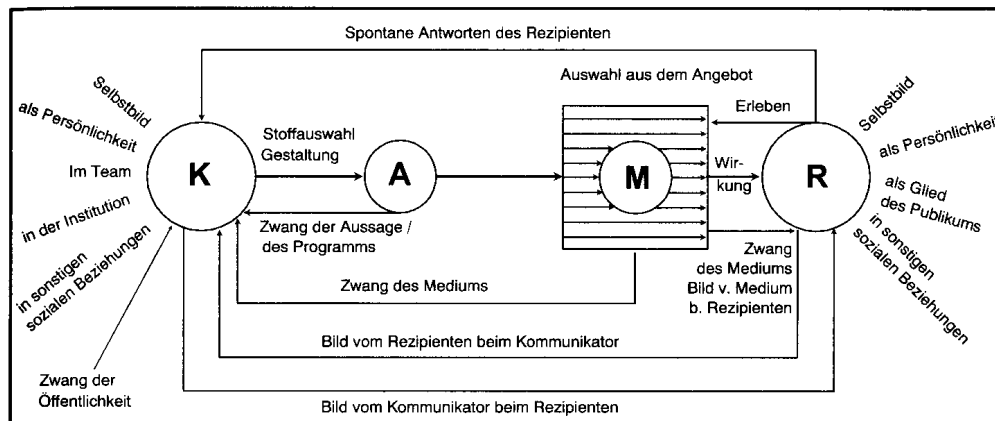 Spontane Antworten des Rezipienten
Auswahl aus dem Angebot
Erleben
Selbstbild
als Persönlichkeit
Im Team
in der Institution
in sonstigen
sozialen Beziehungen
Zwang der
Öffentlichkeit
K
Stoffauswahl
Gestaltung
A
Zwang der Aussage /
des Programms
M
Wir-
kung
R
Selbstbild
als Persönlichkeit
als Glied
des Publikums
in sonstigen
sozialen Beziehungen
Zwang
des Mediums
Bild v. Medium
b. Rezipienten
Zwang des Mediums
Bild vom Rezipienten beim Kommunikator
Bild vom Kommunikator beim Rezipienten